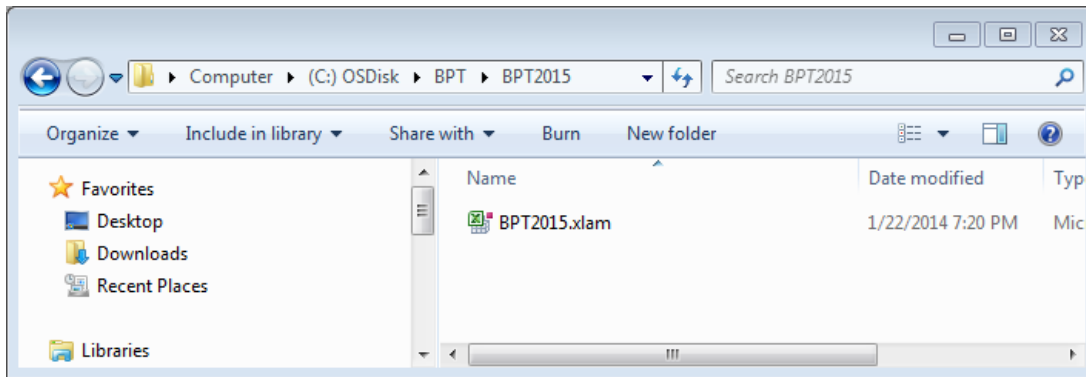 Computer (C:) OSDisk BPT BPT2015 Search BPT2015
Organize Include in library Share with Burn New folder
Favorites
Desktop
Downloads
Recent Places
Libraries
Name Date modified Typ
BPT2015.xlam 1/22/2014 7:20 PM Mic